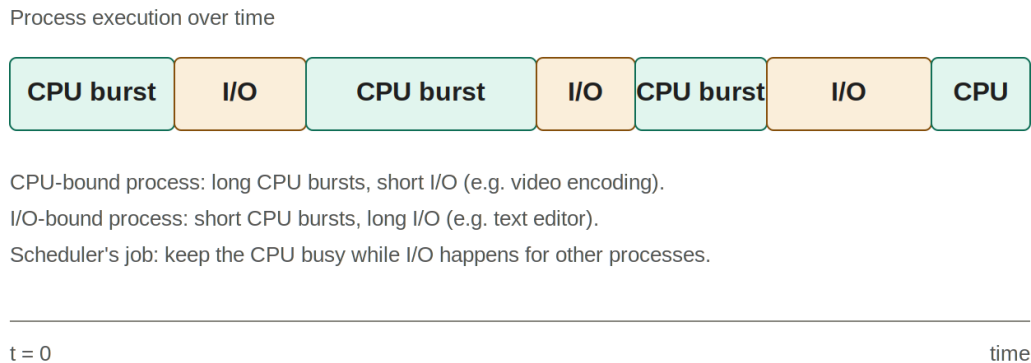 Process execution over time
CPU burst I/O CPU burst I/O CPU burst I/O CPU
CPU-bound process: long CPU bursts, short I/O (e.g. video encoding).
I/O-bound process: short CPU bursts, long I/O (e.g. text editor).
Scheduler's job: keep the CPU busy while I/O happens for other processes.
t = 0 time